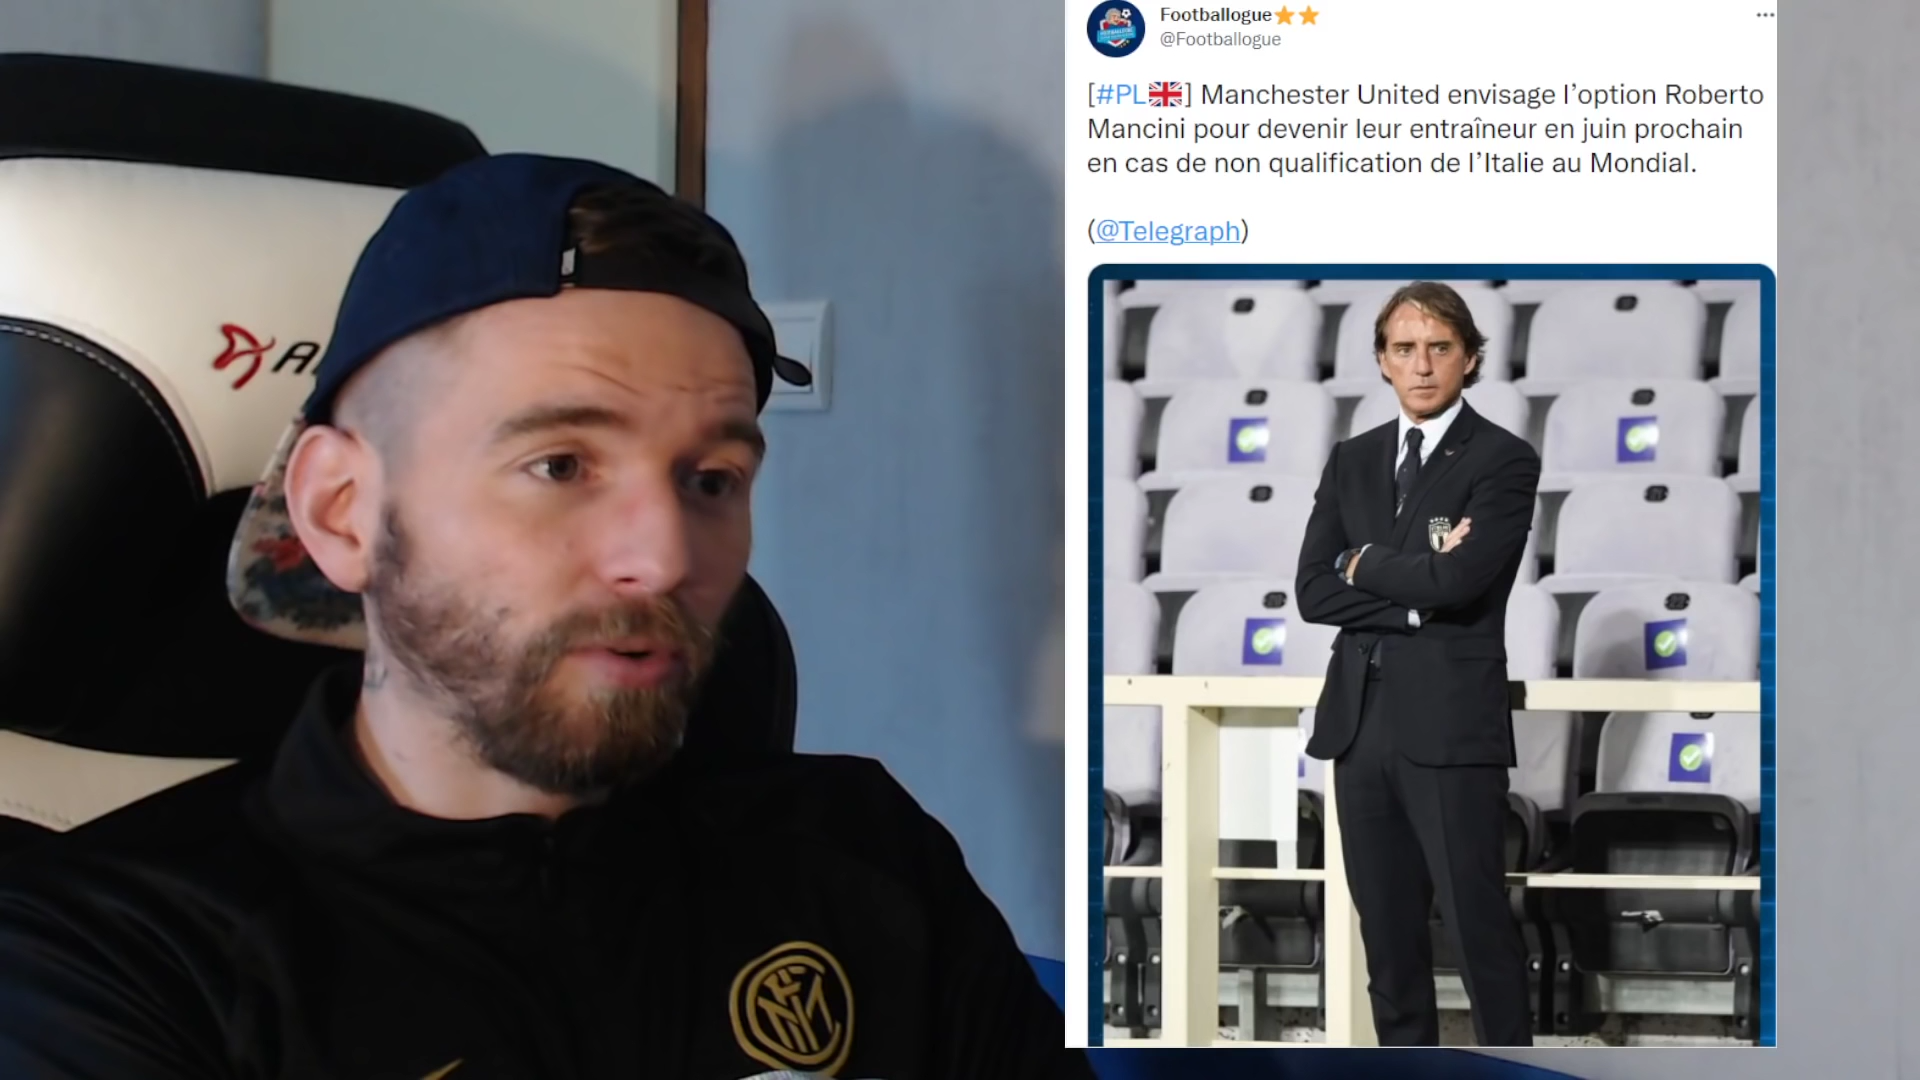 Footballogue⭐⭐
@Footballogue
[#PL🇬🇧] Manchester United envisage l’option Roberto
Mancini pour devenir leur entraîneur en juin prochain
en cas de non qualification de l’Italie au Mondial.
(@Telegraph)